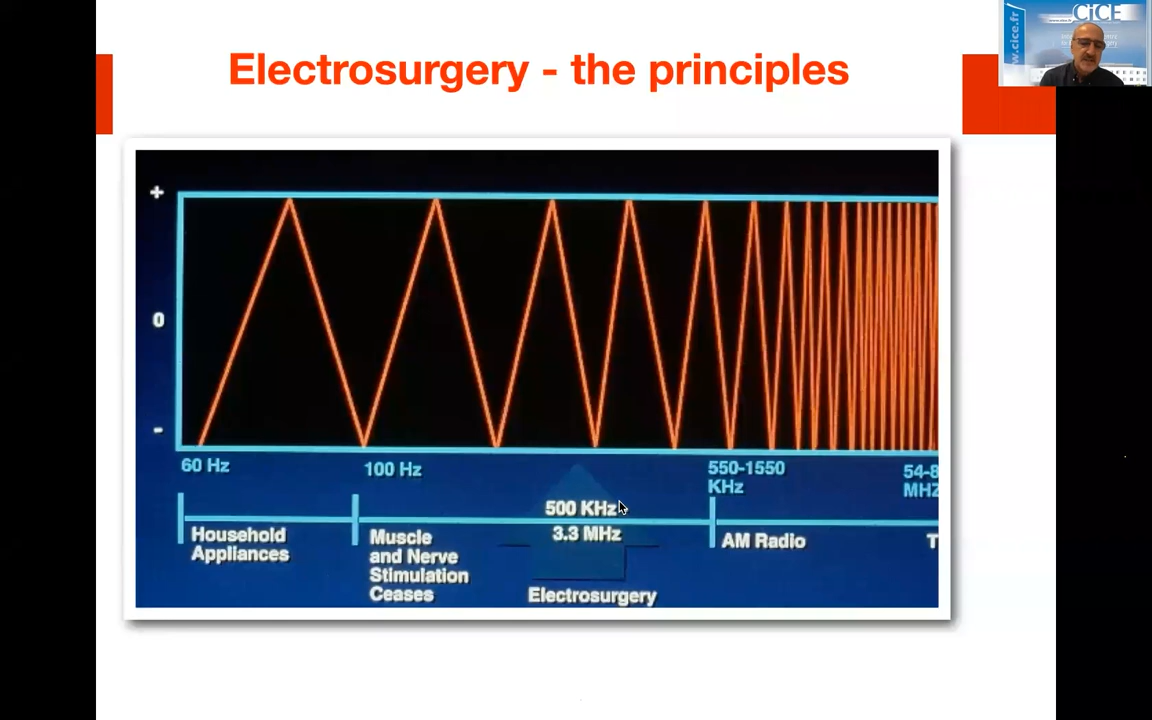 Electrosurgery - the principles
CiCE
www.cice.fr
+
0
-
60 Hz
100 Hz
550-1550
KHz
54-8
MHZ
500 KHz
3.3 MHz
Household
Appliances
Muscle
and Nerve
Stimulation
Ceases
Electrosurgery
AM Radio
T